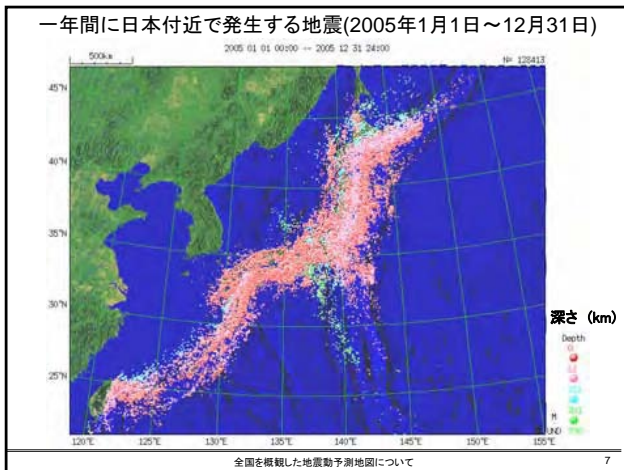 一年間に日本付近で発生する地震(2005年1月1日～12月31日)
2005 01 01 00:00 -- 2005 12 31 24:00
500km
N= 128413
45°N
40°N
35°N
30°N
25°N
深さ (km)
Depth
0
M
UND
120°E 125°E 130°E 135°E 140°E 145°E 150°E 155°E
全国を概観した地震動予測地図について 7